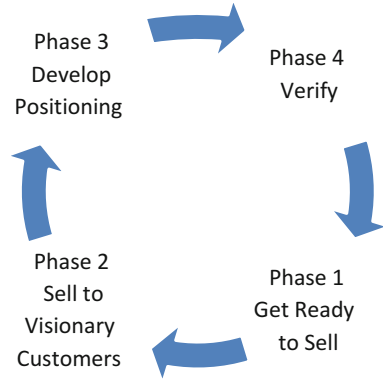 Phase 3
Develop
Positioning
Phase 4
Verify
Phase 2
Sell to
Visionary
Customers
Phase 1
Get Ready
to Sell